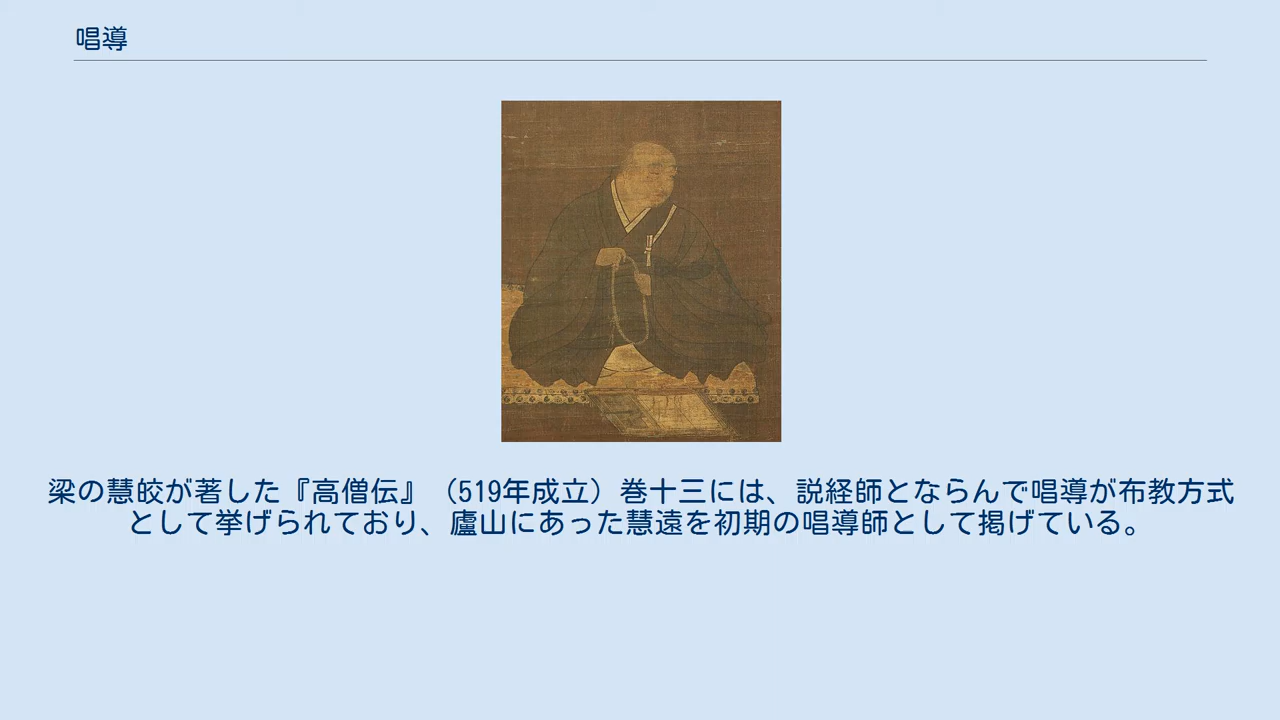 唱導
梁の慧皎が著した『高僧伝』（519年成立）巻十三には、説経師とならんで唱導が布教方式
として挙げられており、廬山にあった慧遠を初期の唱導師として掲げている。